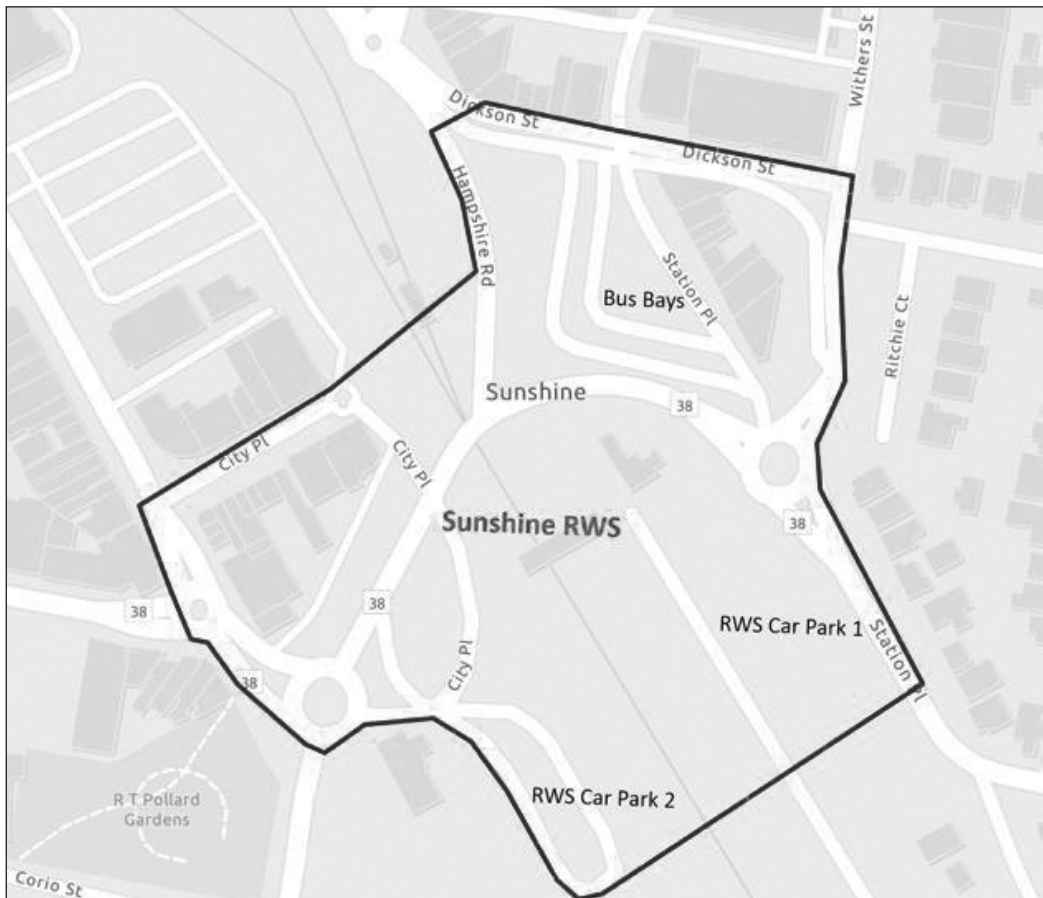 Withers St
Dickson St
Dickson St
Hampshire Rd
Station Pl
Bus Bays
Ritchie Ct
Sunshine
38
City Pl
City Pl
Sunshine RWS
38
38
38
RWS Car Park 1
Station Pl
City Pl
38
RWS Car Park 2
R T Pollard
Gardens
Corio St